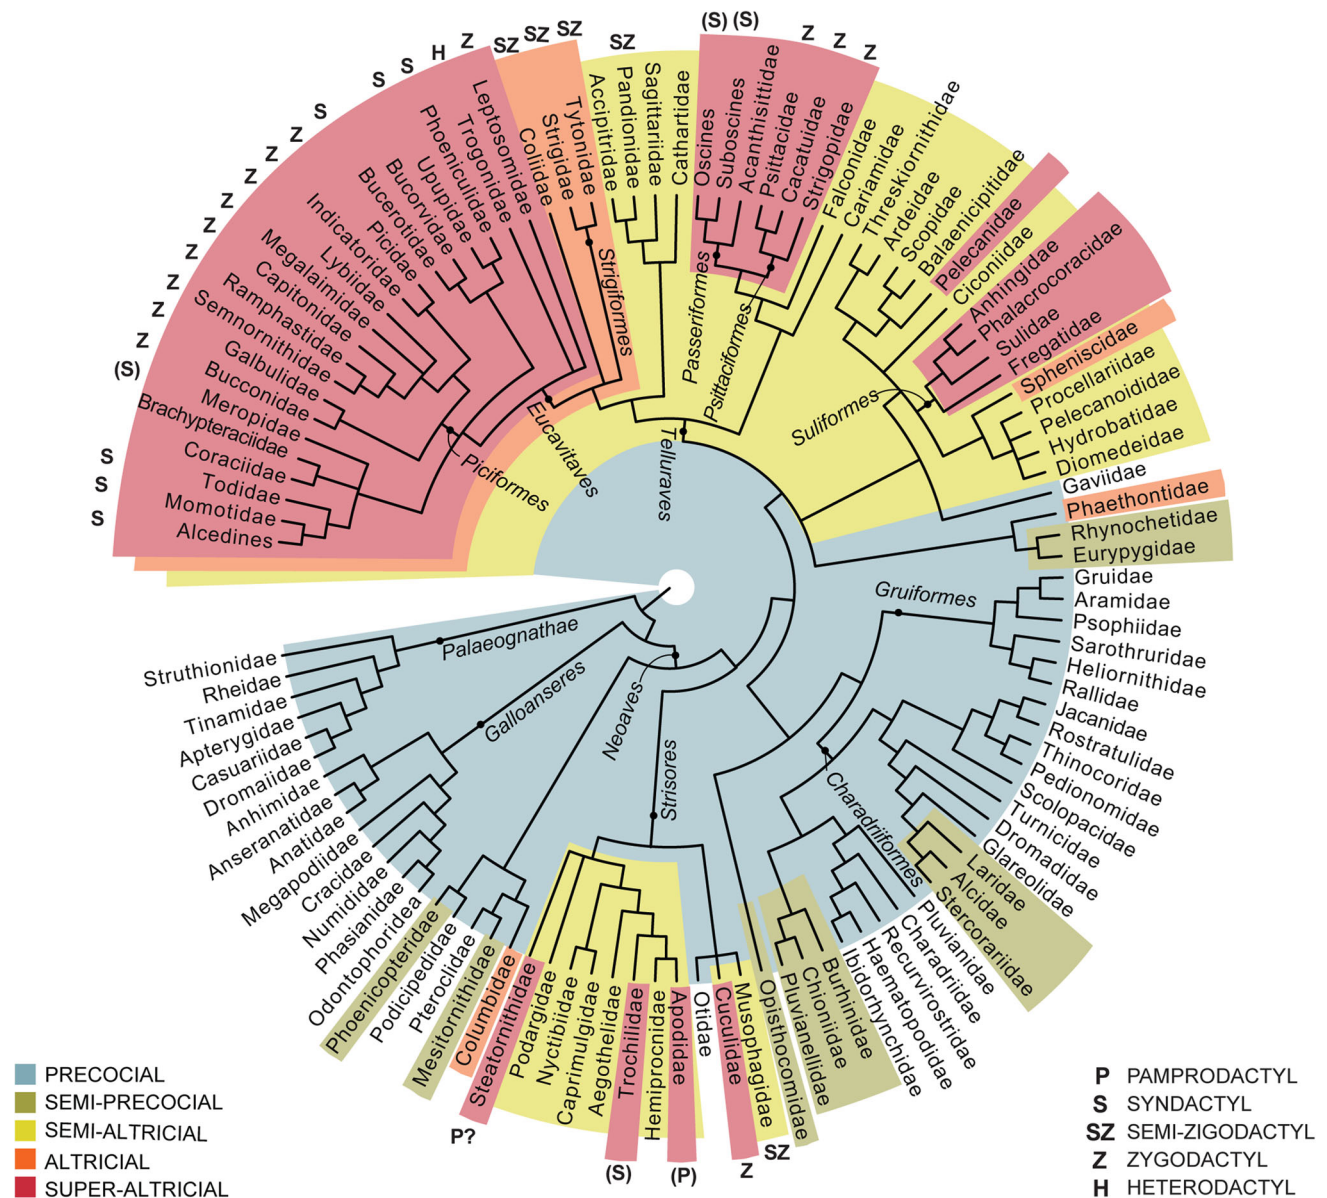 (S) (S)
Z Z Z
SZ
SZ SZ SZ
Z
H
S
S
S
Z
Z
Z
Z
Z
Z
Z
Z
Z
(S)
S
S
S
Leptosomidae
Trogonidae
Phoeniculidae
Upupidae
Bucorvidae
Bucerotidae
Picidae
Indicatoridae
Lybiidae
Megalaimidae
Capitonidae
Ramphastidae
Semnornithidae
Galbulidae
Bucconidae
Meropidae
Brachypteraciidae
Coraciidae
Todidae
Momotidae
Alcedines
Coliidae
Strigidae
Tytonidae
Accipitridae
Pandionidae
Sagittariidae
Cathartidae
Oscines
Suboscines
Acanthisittidae
Psittacidae
Cacatuidae
Strigopidae
Falconidae
Cariamidae
Threskiornithidae
Ardeidae
Scopidae
Balaenicipitidae
Pelecanidae
Ciconiidae
Anhingidae
Phalacrocoracidae
Sulidae
Fregatidae
Spheniscidae
Procellariidae
Pelecanoididae
Hydrobatidae
Diomedeidae
Gaviidae
Phaethontidae
Rhynochetidae
Eurypygidae
Gruidae
Aramidae
Psophiidae
Sarothruridae
Heliornithidae
Rallidae
Jacanidae
Rostratulidae
Thinocoridae
Pedionomidae
Scolopacidae
Turnicidae
Dromadidae
Glareolidae
Laridae
Alcidae
Stercorariidae
Pluvianidae
Charadriidae
Recurvirostridae
Haematopodidae
Ibidorhynchidae
Burhinidae
Chioniidae
Pluvianellidae
Opisthocomidae
Musophagidae
Cuculidae
Otidae
Apodidae
Hemiprocnidae
Trochilidae
Aegothelidae
Caprimulgidae
Nyctibiidae
Podargidae
Steatornithidae
Columbidae
Mesitornithidae
Pteroclidae
Podicipedidae
Phoenicopteridae
Odontophoridea
Phasianidae
Numididae
Cracidae
Megapodiidae
Anatidae
Anseranatidae
Anhimidae
Dromaiidae
Casuariidae
Apterygidae
Tinamidae
Rheidae
Struthionidae
Strigiformes
Passeriformes
Psittaciformes
Eucavitaves
Piciformes
Telluraves
Suliformes
Gruiformes
Charadriiformes
Palaeognathae
Galloanseres
Neoaves
Strisores
P?
(S)
(P)
Z
SZ
PRECOCIAL
SEMI-PRECOCIAL
SEMI-ALTRICIAL
ALTRICIAL
SUPER-ALTRICIAL
P PAMPRODACTYL
S SYNDACTYL
SZ SEMI-ZIGODACTYL
Z ZYGODACTYL
H HETERODACTYL